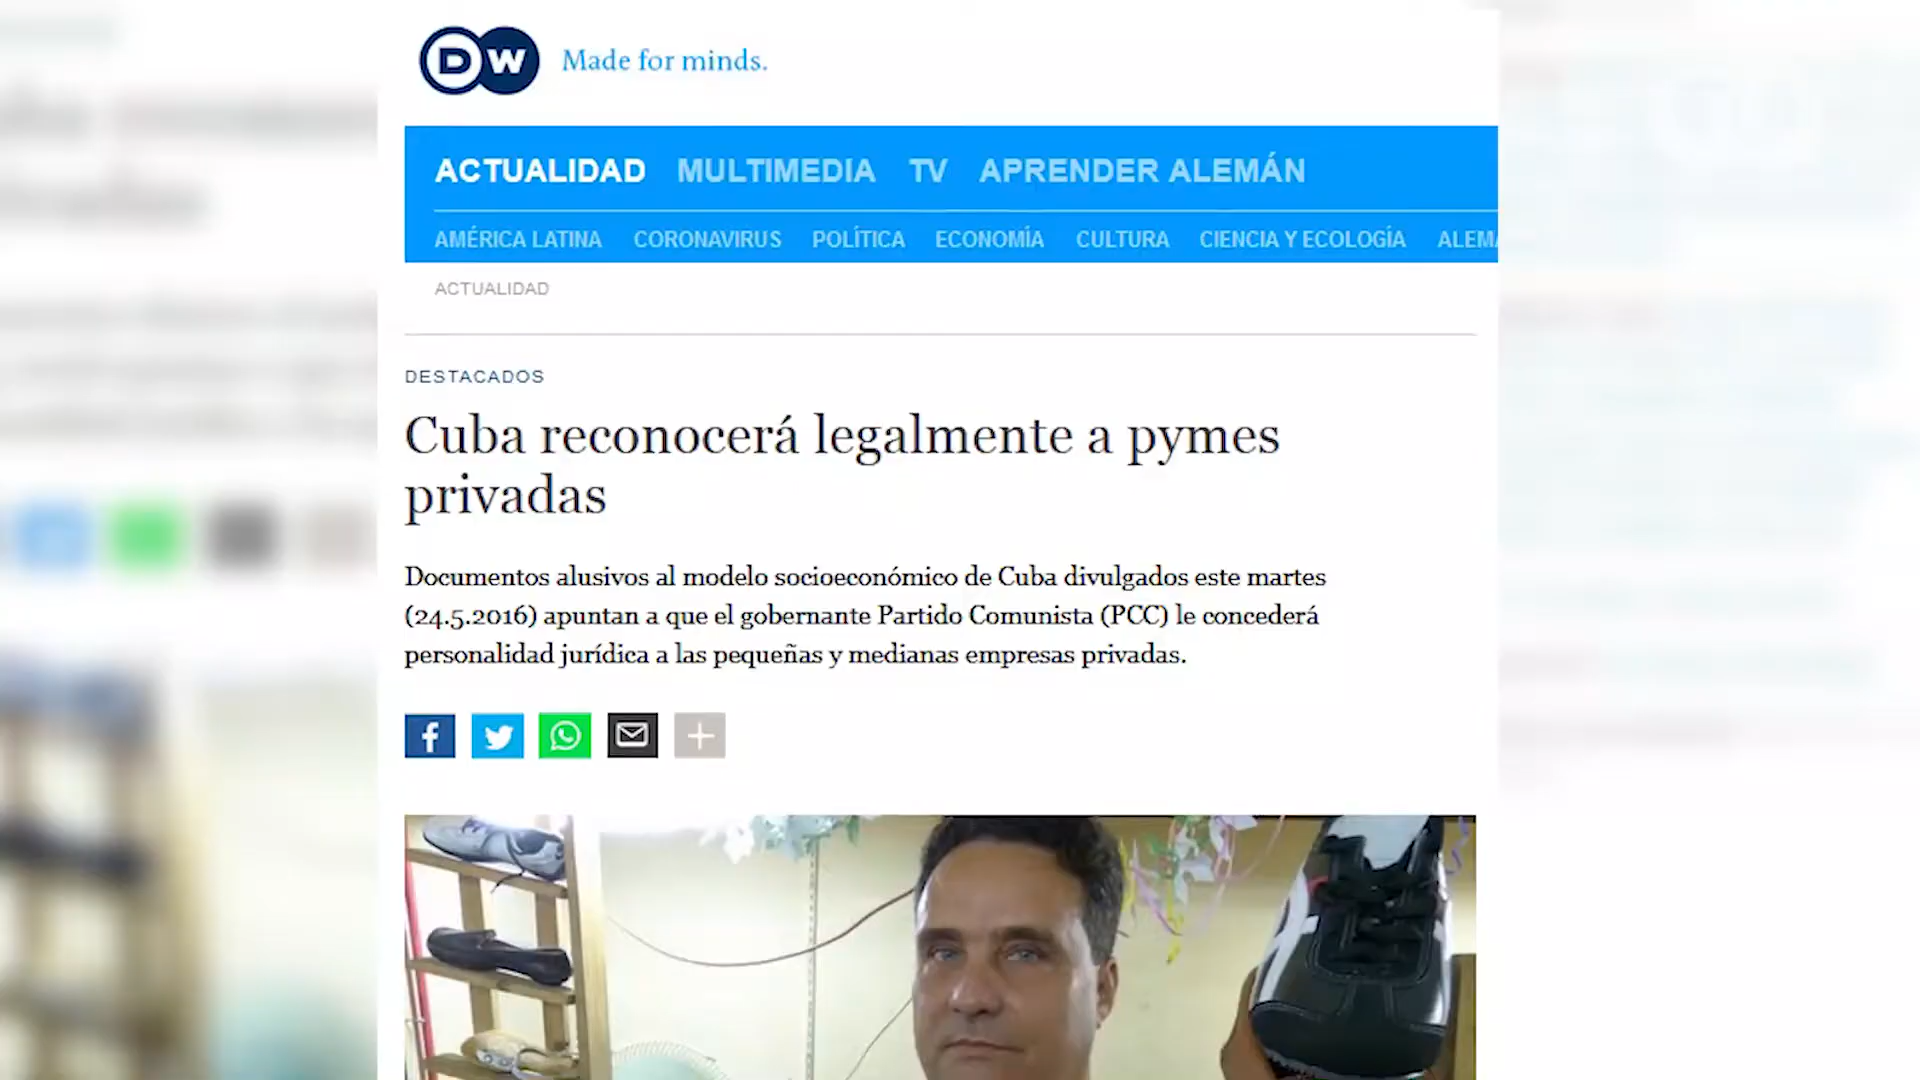 DW Made for minds.
ACTUALIDAD MULTIMEDIA TV APRENDER ALEMÁN
AMÉRICA LATINA CORONAVIRUS POLÍTICA ECONOMÍA CULTURA CIENCIA Y ECOLOGÍA ALEMA
ACTUALIDAD
DESTACADOS
Cuba reconocerá legalmente a pymes
privadas
Documentos alusivos al modelo socioeconómico de Cuba divulgados este martes
(24.5.2016) apuntan a que el gobernante Partido Comunista (PCC) le concederá
personalidad jurídica a las pequeñas y medianas empresas privadas.